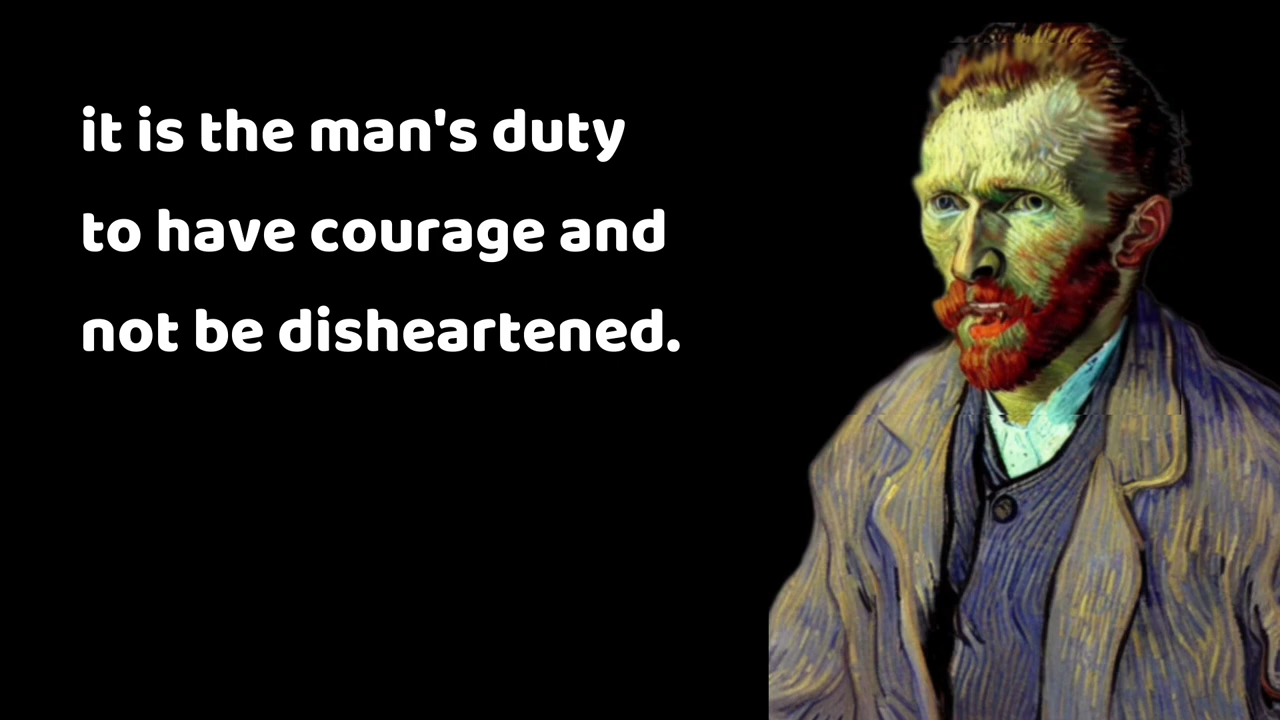 it is the man's duty
to have courage and
not be disheartened.